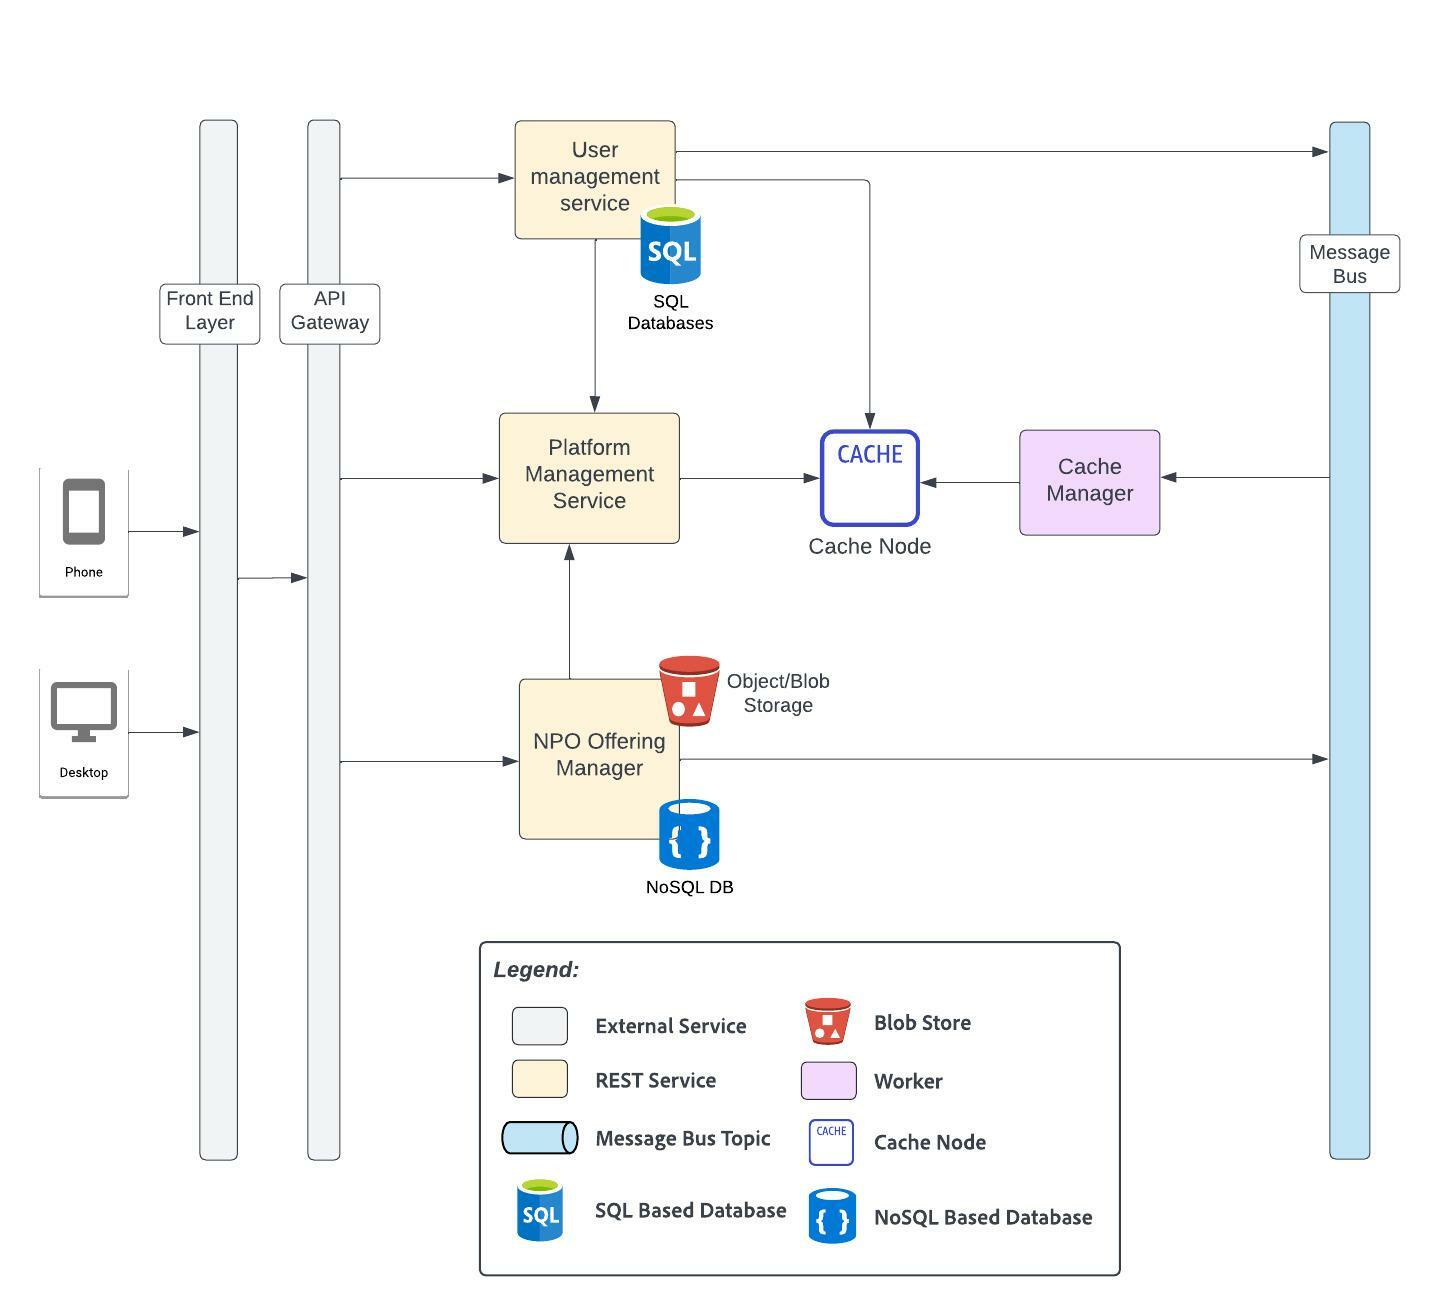 User
management
service
SQL
SQL
Databases
Message
Bus
Front End
Layer
API
Gateway
Platform
Management
Service
CACHE
Cache Node
Cache
Manager
Phone
Desktop
Object/Blob
Storage
NPO Offering
Manager
{ }
NoSQL DB
Legend:
External Service
Blob Store
REST Service
Worker
Message Bus Topic
CACHE
Cache Node
SQL
SQL Based Database
{ }
NoSQL Based Database